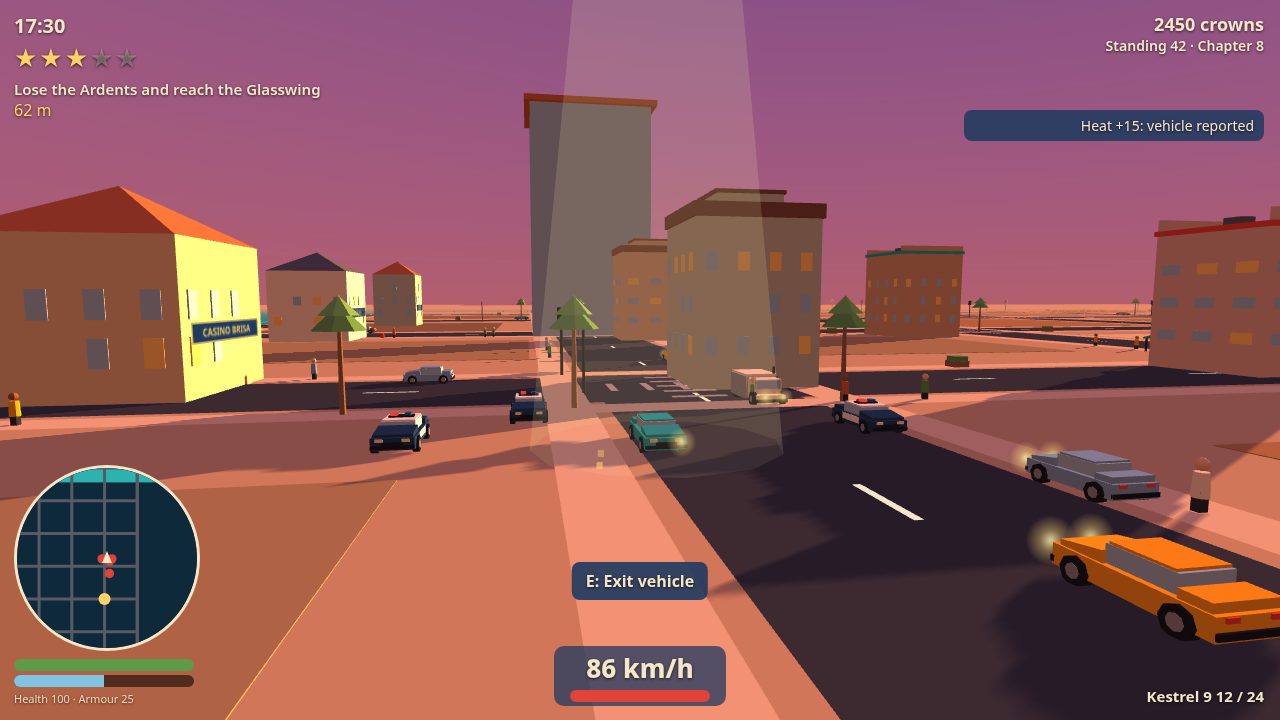 17:30
2450 crowns
Standing 42 · Chapter 8
Lose the Ardents and reach the Glasswing
62 m
Heat +15: vehicle reported
CASINO BRISA
E: Exit vehicle
86 km/h
Health 100 · Armour 25
Kestrel 9 12 / 24